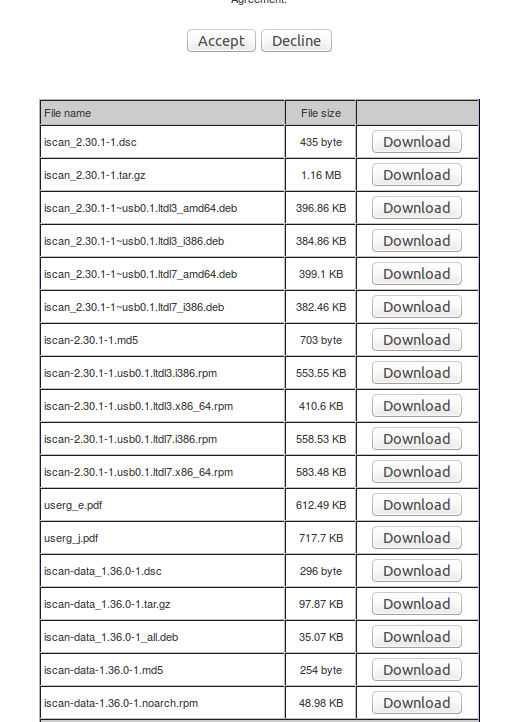 Agreement.
Accept Decline
File name File size
iscan_2.30.1-1.dsc 435 byte Download
iscan_2.30.1-1.tar.gz 1.16 MB Download
iscan_2.30.1-1~usb0.1.ltdl3_amd64.deb 396.86 KB Download
iscan_2.30.1-1~usb0.1.ltdl3_i386.deb 384.86 KB Download
iscan_2.30.1-1~usb0.1.ltdl7_amd64.deb 399.1 KB Download
iscan_2.30.1-1~usb0.1.ltdl7_i386.deb 382.46 KB Download
iscan-2.30.1-1.md5 703 byte Download
iscan-2.30.1-1.usb0.1.ltdl3.i386.rpm 553.55 KB Download
iscan-2.30.1-1.usb0.1.ltdl3.x86_64.rpm 410.6 KB Download
iscan-2.30.1-1.usb0.1.ltdl7.i386.rpm 558.53 KB Download
iscan-2.30.1-1.usb0.1.ltdl7.x86_64.rpm 583.48 KB Download
userg_e.pdf 612.49 KB Download
userg_j.pdf 717.7 KB Download
iscan-data_1.36.0-1.dsc 296 byte Download
iscan-data_1.36.0-1.tar.gz 97.87 KB Download
iscan-data_1.36.0-1_all.deb 35.07 KB Download
iscan-data-1.36.0-1.md5 254 byte Download
iscan-data-1.36.0-1.noarch.rpm 48.98 KB Download